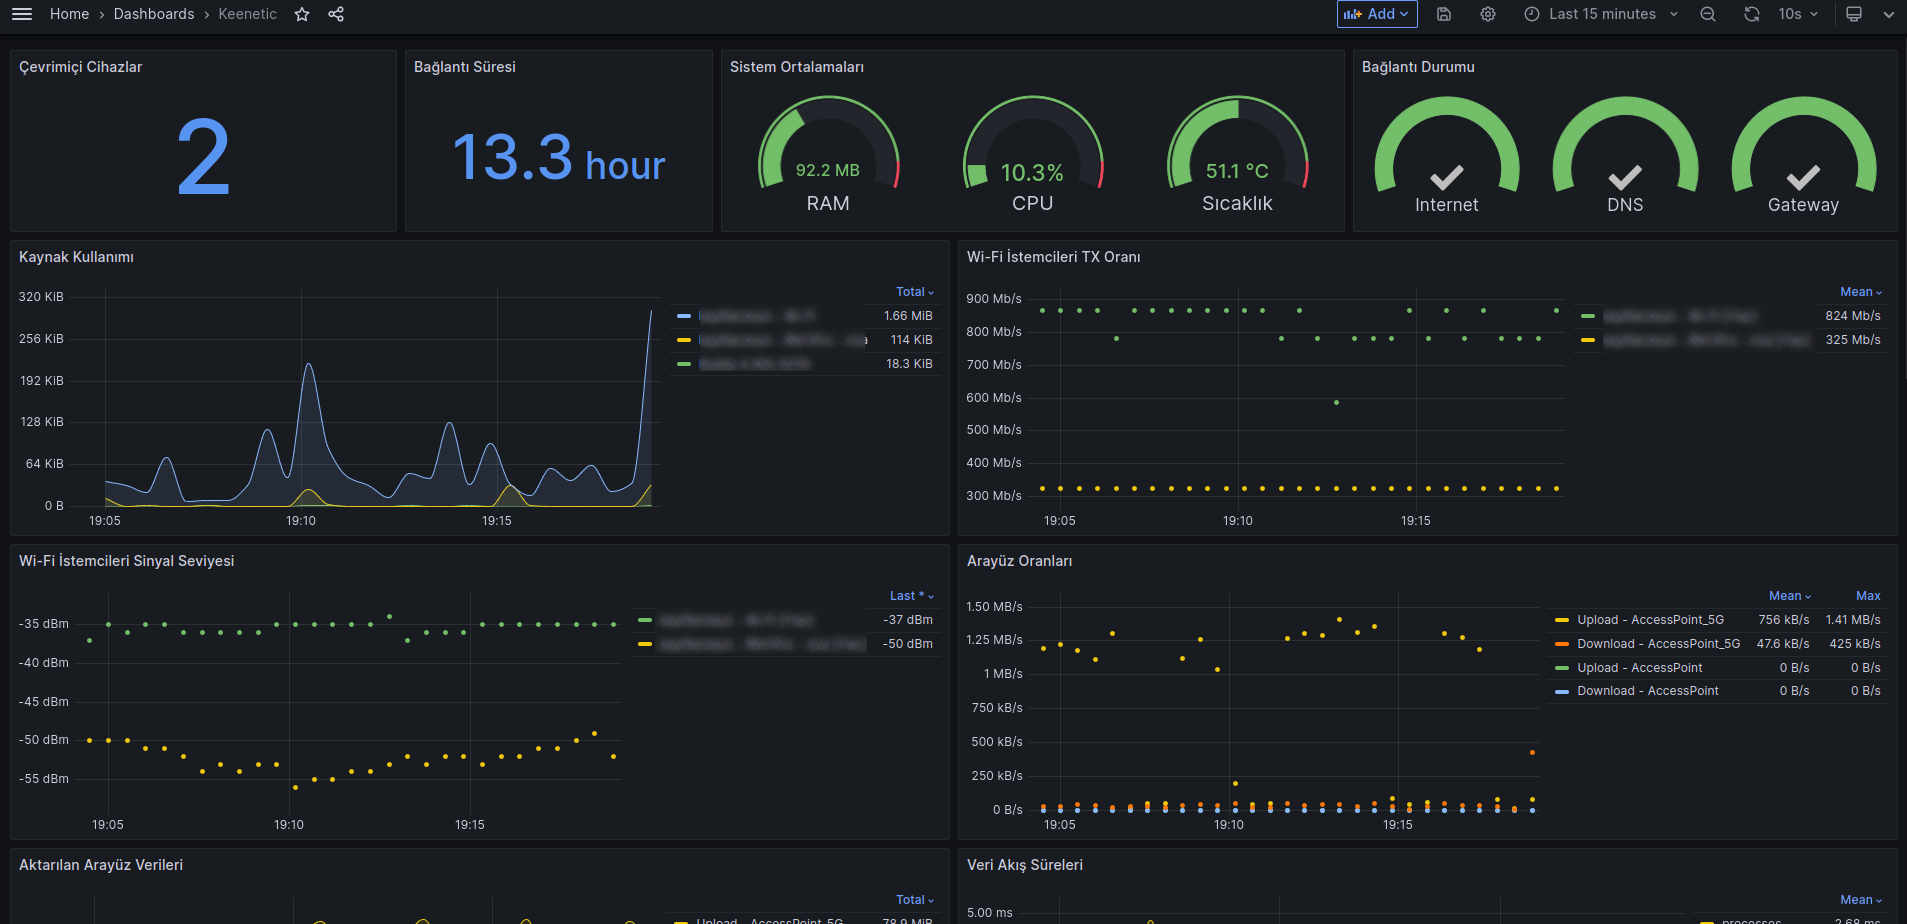 Home › Dashboards › Keenetic
Add
Last 15 minutes
10s
Çevrimiçi Cihazlar
2
Bağlantı Süresi
13.3 hour
Sistem Ortalamaları
92.2 MB
RAM
10.3%
CPU
51.1 °C
Sıcaklık
Bağlantı Durumu
Internet
DNS
Gateway
Kaynak Kullanımı
320 KiB
256 KiB
192 KiB
128 KiB
64 KiB
0 B
19:05
19:10
19:15
Total
1.66 MiB
114 KiB
18.3 KiB
Wi-Fi İstemcileri TX Oranı
900 Mb/s
800 Mb/s
700 Mb/s
600 Mb/s
500 Mb/s
400 Mb/s
300 Mb/s
19:05
19:10
19:15
Mean
824 Mb/s
325 Mb/s
Wi-Fi İstemcileri Sinyal Seviyesi
-35 dBm
-40 dBm
-45 dBm
-50 dBm
-55 dBm
19:05
19:10
19:15
Last *
-37 dBm
-50 dBm
Arayüz Oranları
1.50 MB/s
1.25 MB/s
1 MB/s
750 kB/s
500 kB/s
250 kB/s
0 B/s
19:05
19:10
19:15
Mean Max
Upload - AccessPoint_5G 756 kB/s 1.41 MB/s
Download - AccessPoint_5G 47.6 kB/s 425 kB/s
Upload - AccessPoint 0 B/s 0 B/s
Download - AccessPoint 0 B/s 0 B/s
Aktarılan Arayüz Verileri
Total
Upload - AccessPoint_5G 78.9 MiB
Veri Akış Süreleri
5.00 ms
Mean
processes 2.68 ms